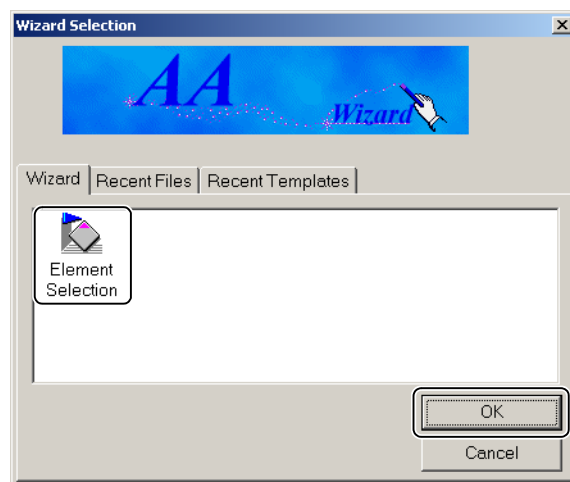 Wizard Selection
AA
Wizard
Wizard
Recent Files
Recent Templates
Element
Selection
OK
Cancel